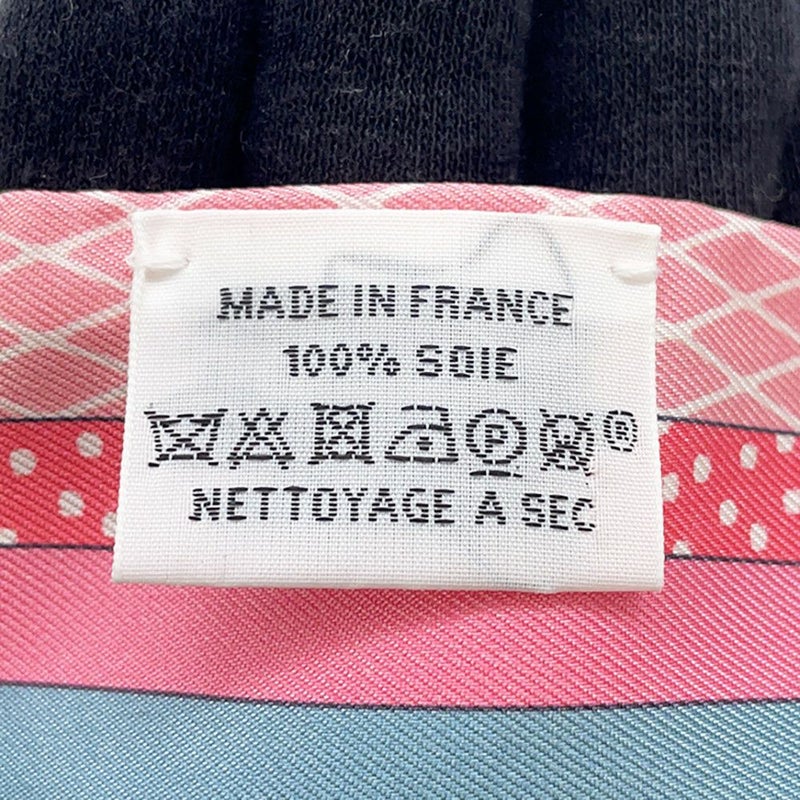 MADE IN FRANCE
100% SOIE
P ®
NETTOYAGE A SEC